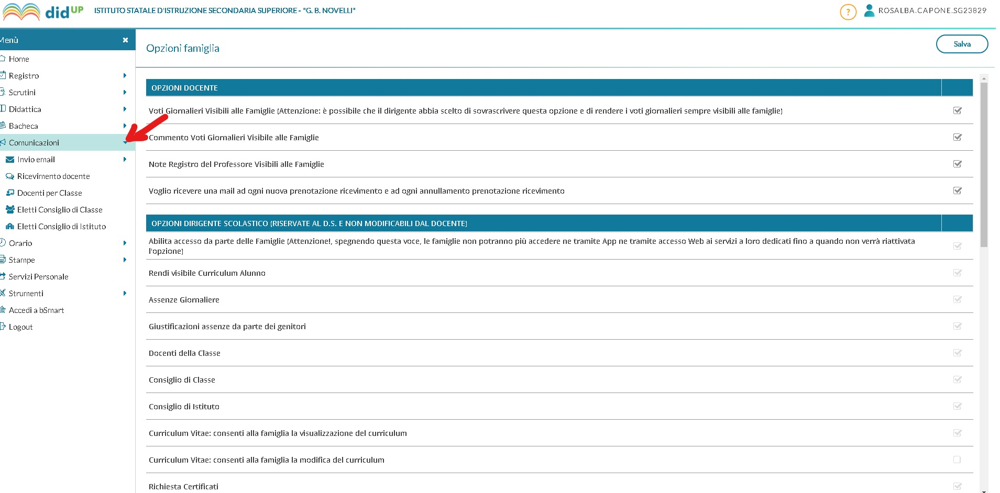 didUP
ISTITUTO STATALE D'ISTRUZIONE SECONDARIA SUPERIORE - "G. B. NOVELLI"
?
ROSALBA.CAPONE.SG23829
Menù
Home
Registro
Scrutini
Didattica
Bacheca
Comunicazioni
Invio email
Ricevimento docente
Docenti per Classe
Eletti Consiglio di Classe
Eletti Consiglio di Istituto
Orario
Stampe
Servizi Personale
Strumenti
Accedi a bSmart
Logout
Opzioni famiglia
Salva
OPZIONI DOCENTE
Voti Giornalieri Visibili alle Famiglie (Attenzione: è possibile che il dirigente abbia scelto di sovrascrivere questa opzione e di rendere i voti giornalieri sempre visibili alle famiglie)
Commento Voti Giornalieri Visibile alle Famiglie
Note Registro del Professore Visibili alle Famiglie
Voglio ricevere una mail ad ogni nuova prenotazione ricevimento e ad ogni annullamento prenotazione ricevimento
OPZIONI DIRIGENTE SCOLASTICO (RISERVATE AL D.S. E NON MODIFICABILI DAL DOCENTE)
Abilita accesso da parte delle Famiglie (Attenzione!, spegnendo questa voce, le famiglie non potranno più accedere ne tramite App ne tramite accesso Web ai servizi a loro dedicati fino a quando non verrà riattivata
l'opzione)
Rendi visibile Curriculum Alunno
Assenze Giornaliere
Giustificazioni assenze da parte dei genitori
Docenti della Classe
Consiglio di Classe
Consiglio di Istituto
Curriculum Vitae: consenti alla famiglia la visualizzazione del curriculum
Curriculum Vitae: consenti alla famiglia la modifica del curriculum
Richiesta Certificati